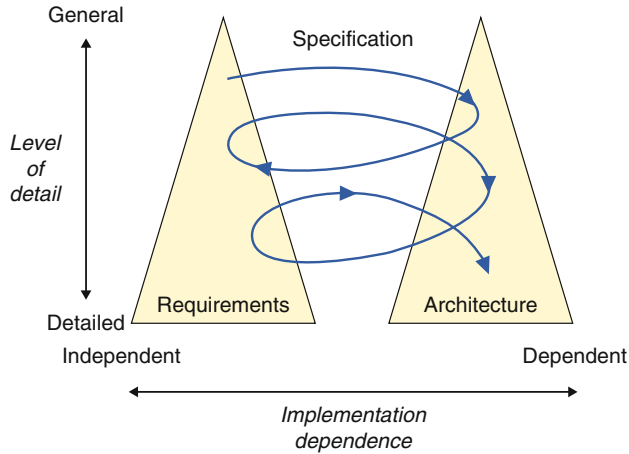 General
Specification
Level
of
detail
Requirements
Architecture
Detailed
Independent
Dependent
Implementation
dependence